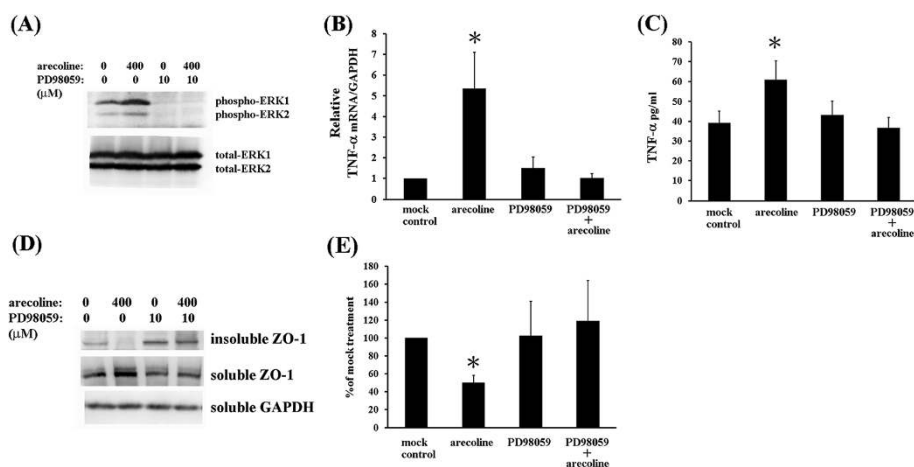 (A)
arecoline: 0 400 0 400
PD98059: 0 0 10 10
(μM)
phospho-ERK1
phospho-ERK2
total-ERK1
total-ERK2
(B)
Relative
TNF-α mRNA/GAPDH
8
7
6
5
4
3
2
1
0
*
mock control
arecoline
PD98059
PD98059 + arecoline
(C)
TNF-α pg/ml
80
70
60
50
40
30
20
10
0
*
mock control
arecoline
PD98059
PD98059 + arecoline
(D)
arecoline: 0 400 0 400
PD98059: 0 0 10 10
(μM)
insoluble ZO-1
soluble ZO-1
soluble GAPDH
(E)
%of mock treatment
180
160
140
120
100
80
60
40
20
0
*
mock control
arecoline
PD98059
PD98059 + arecoline